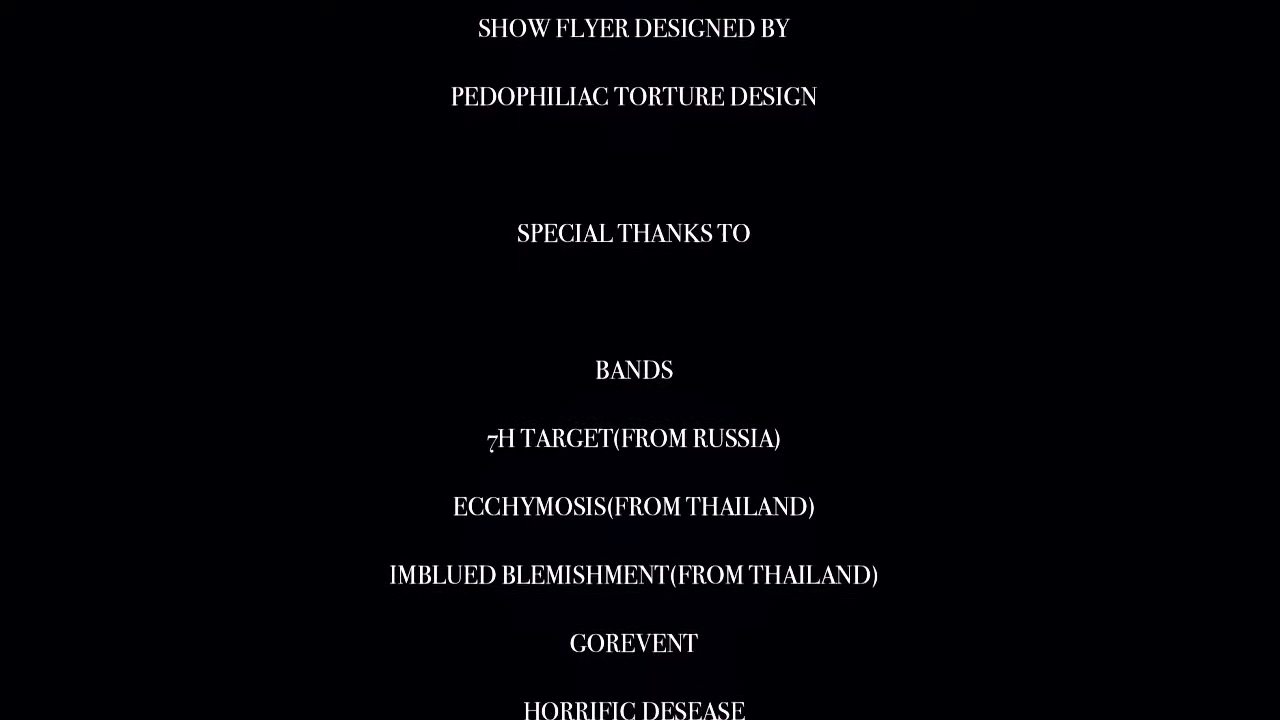 SHOW FLYER DESIGNED BY
PEDOPHILIAC TORTURE DESIGN
SPECIAL THANKS TO
BANDS
7H TARGET(FROM RUSSIA)
ECCHYMOSIS(FROM THAILAND)
IMBLUED BLEMISHMENT(FROM THAILAND)
GOREVENT
HORRIFIC DESEASE